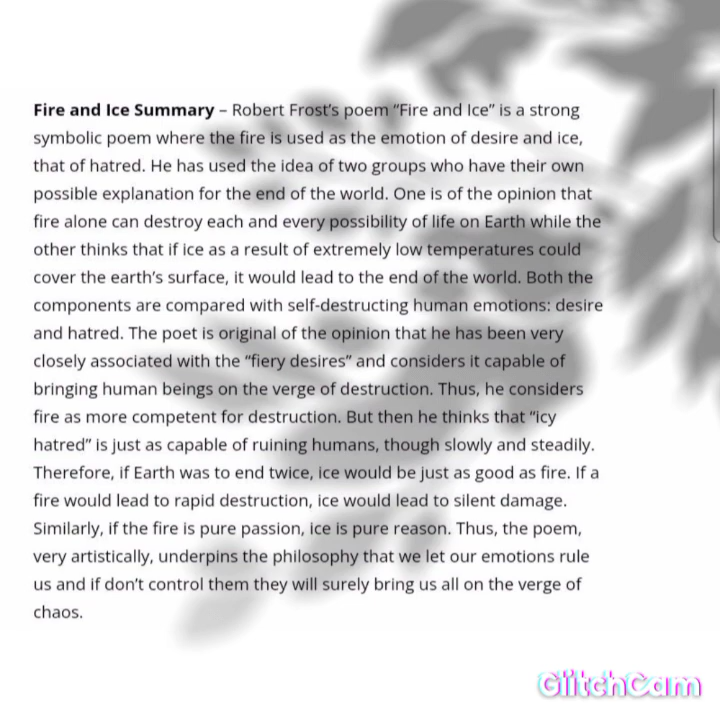 Fire and Ice Summary – Robert Frost's poem "Fire and Ice" is a strong
symbolic poem where the fire is used as the emotion of desire and ice,
that of hatred. He has used the idea of two groups who have their own
possible explanation for the end of the world. One is of the opinion that
fire alone can destroy each and every possibility of life on Earth while the
other thinks that if ice as a result of extremely low temperatures could
cover the earth's surface, it would lead to the end of the world. Both the
components are compared with self-destructing human emotions: desire
and hatred. The poet is original of the opinion that he has been very
closely associated with the "fiery desires" and considers it capable of
bringing human beings on the verge of destruction. Thus, he considers
fire as more competent for destruction. But then he thinks that "icy
hatred" is just as capable of ruining humans, though slowly and steadily.
Therefore, if Earth was to end twice, ice would be just as good as fire. If a
fire would lead to rapid destruction, ice would lead to silent damage.
Similarly, if the fire is pure passion, ice is pure reason. Thus, the poem,
very artistically, underpins the philosophy that we let our emotions rule
us and if don't control them they will surely bring us all on the verge of
chaos.
GlitchCam